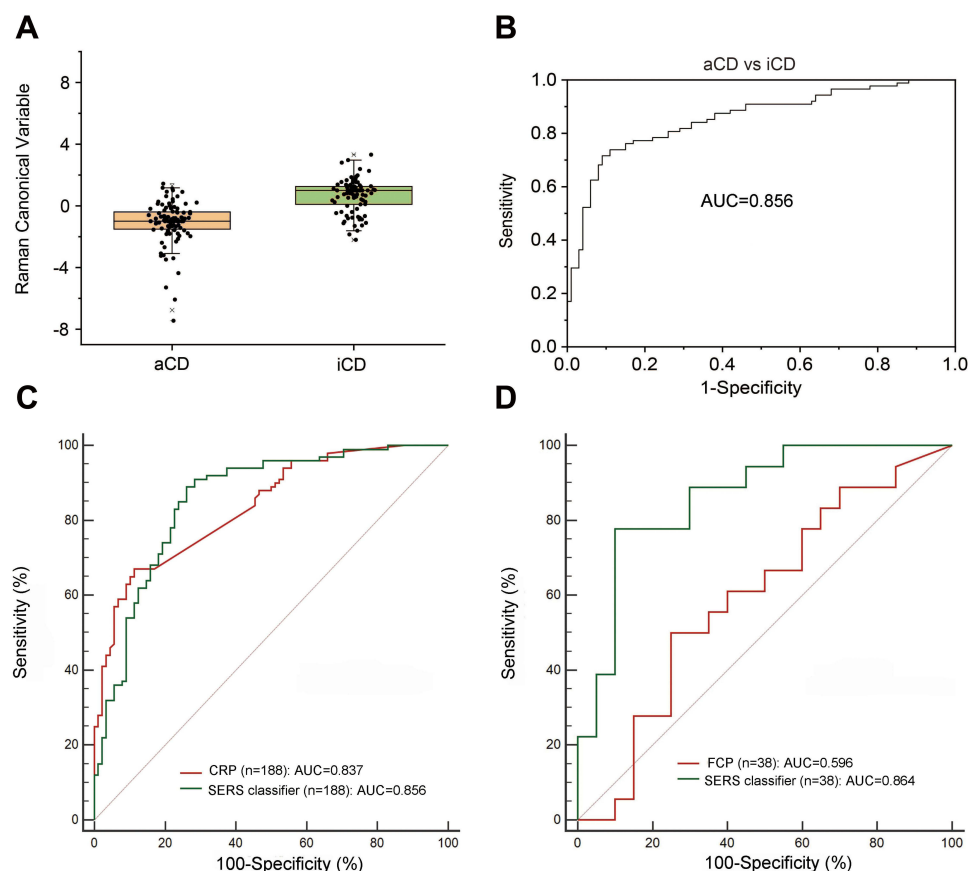 A
Raman Canonical Variable
8
4
0
-4
-8
aCD
iCD
B
aCD vs iCD
Sensitivity
1.0
0.8
0.6
0.4
0.2
0.0
AUC=0.856
0.0
0.2
0.4
0.6
0.8
1.0
1-Specificity
C
Sensitivity (%)
100
80
60
40
20
0
CRP (n=188): AUC=0.837
SERS classifier (n=188): AUC=0.856
0
20
40
60
80
100
100-Specificity (%)
D
Sensitivity (%)
100
80
60
40
20
0
FCP (n=38): AUC=0.596
SERS classifier (n=38): AUC=0.864
0
20
40
60
80
100
100-Specificity (%)